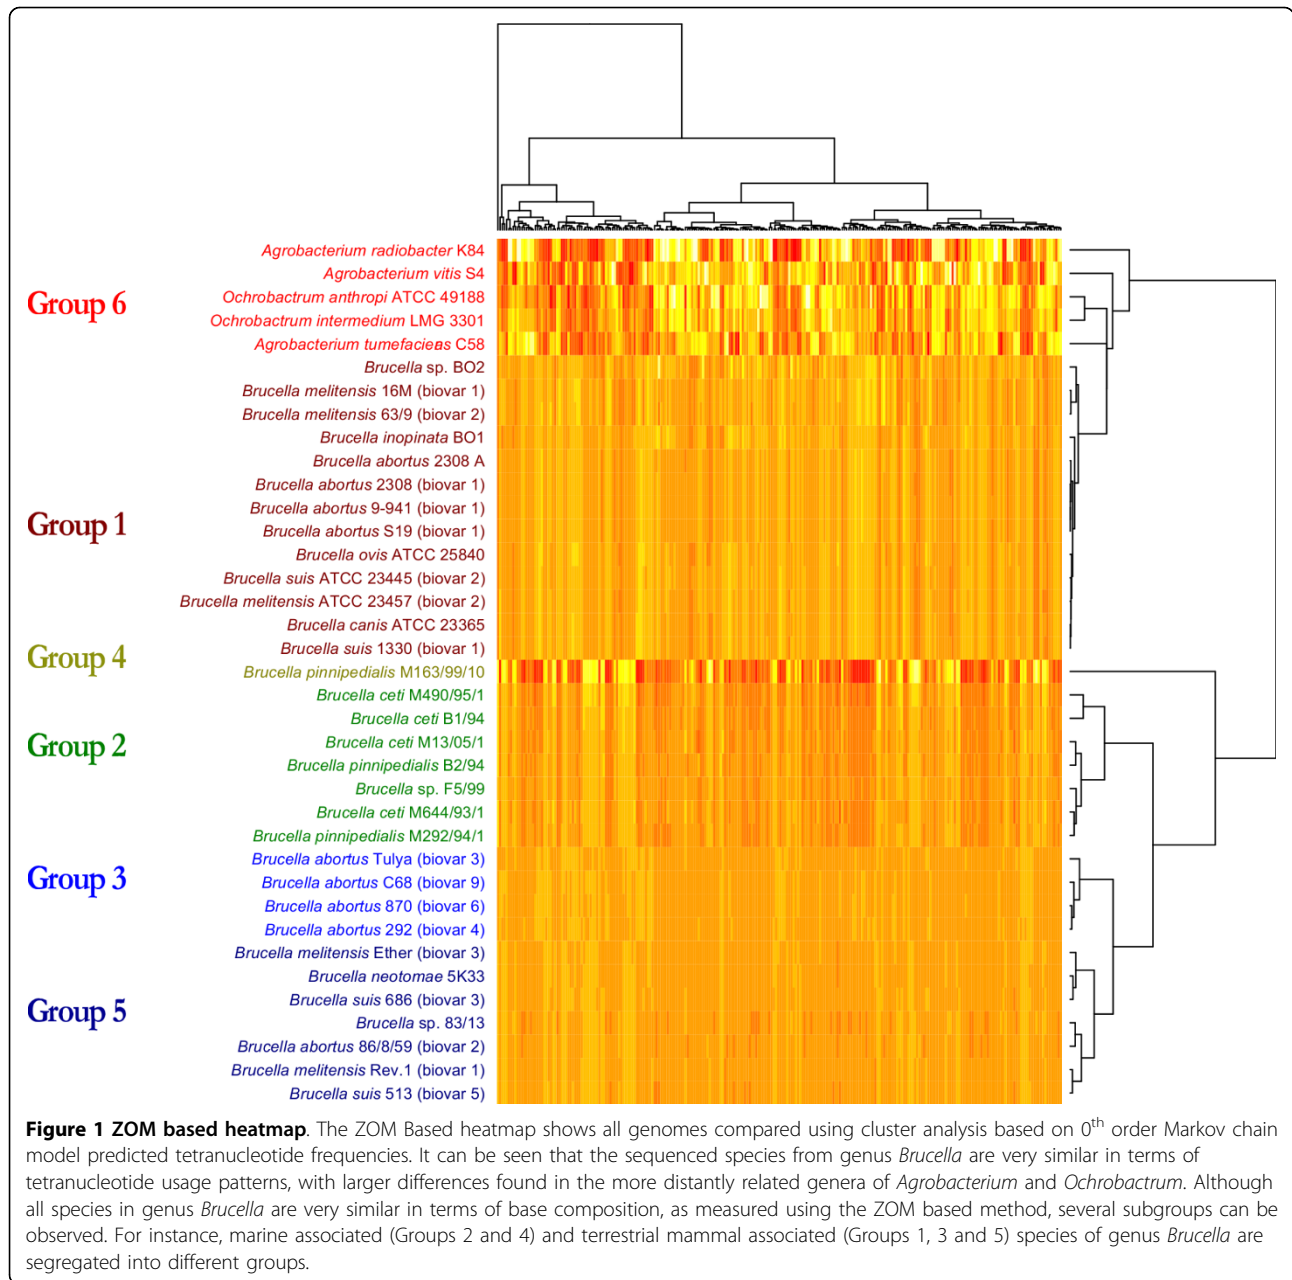 Agrobacterium radiobacter K84
Agrobacterium vitis S4
Group 6
Ochrobactrum anthropi ATCC 49188
Ochrobactrum intermedium LMG 3301
Agrobacterium tumefacieas C58
Brucella sp. BO2
Brucella melitensis 16M (biovar 1)
Brucella melitensis 63/9 (biovar 2)
Brucella inopinata BO1
Brucella abortus 2308 A
Brucella abortus 2308 (biovar 1)
Brucella abortus 9-941 (biovar 1)
Group 1
Brucella abortus S19 (biovar 1)
Brucella ovis ATCC 25840
Brucella suis ATCC 23445 (biovar 2)
Brucella melitensis ATCC 23457 (biovar 2)
Brucella canis ATCC 23365
Brucella suis 1330 (biovar 1)
Group 4
Brucella pinnipedialis M163/99/10
Brucella ceti M490/95/1
Brucella ceti B1/94
Group 2
Brucella ceti M13/05/1
Brucella pinnipedialis B2/94
Brucella sp. F5/99
Brucella ceti M644/93/1
Brucella pinnipedialis M292/94/1
Brucella abortus Tulya (biovar 3)
Group 3
Brucella abortus C68 (biovar 9)
Brucella abortus 870 (biovar 6)
Brucella abortus 292 (biovar 4)
Brucella melitensis Ether (biovar 3)
Brucella neotomae 5K33
Brucella suis 686 (biovar 3)
Group 5
Brucella sp. 83/13
Brucella abortus 86/8/59 (biovar 2)
Brucella melitensis Rev.1 (biovar 1)
Brucella suis 513 (biovar 5)
Figure 1 ZOM based heatmap. The ZOM Based heatmap shows all genomes compared using cluster analysis based on 0th order Markov chain
model predicted tetranucleotide frequencies. It can be seen that the sequenced species from genus Brucella are very similar in terms of
tetranucleotide usage patterns, with larger differences found in the more distantly related genera of Agrobacterium and Ochrobactrum. Although
all species in genus Brucella are very similar in terms of base composition, as measured using the ZOM based method, several subgroups can be
observed. For instance, marine associated (Groups 2 and 4) and terrestrial mammal associated (Groups 1, 3 and 5) species of genus Brucella are
segregated into different groups.